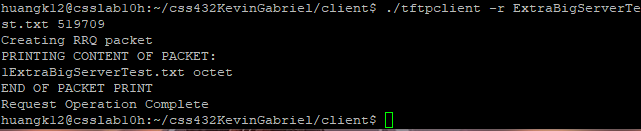 huangk12@csslab10h:~/css432KevinGabriel/client$ ./tftpclient -r ExtraBigServerTe
st.txt 519709
Creating RRQ packet
PRINTING CONTENT OF PACKET:
1ExtraBigServerTest.txt octet
END OF PACKET PRINT
Request Operation Complete
huangk12@csslab10h:~/css432KevinGabriel/client$